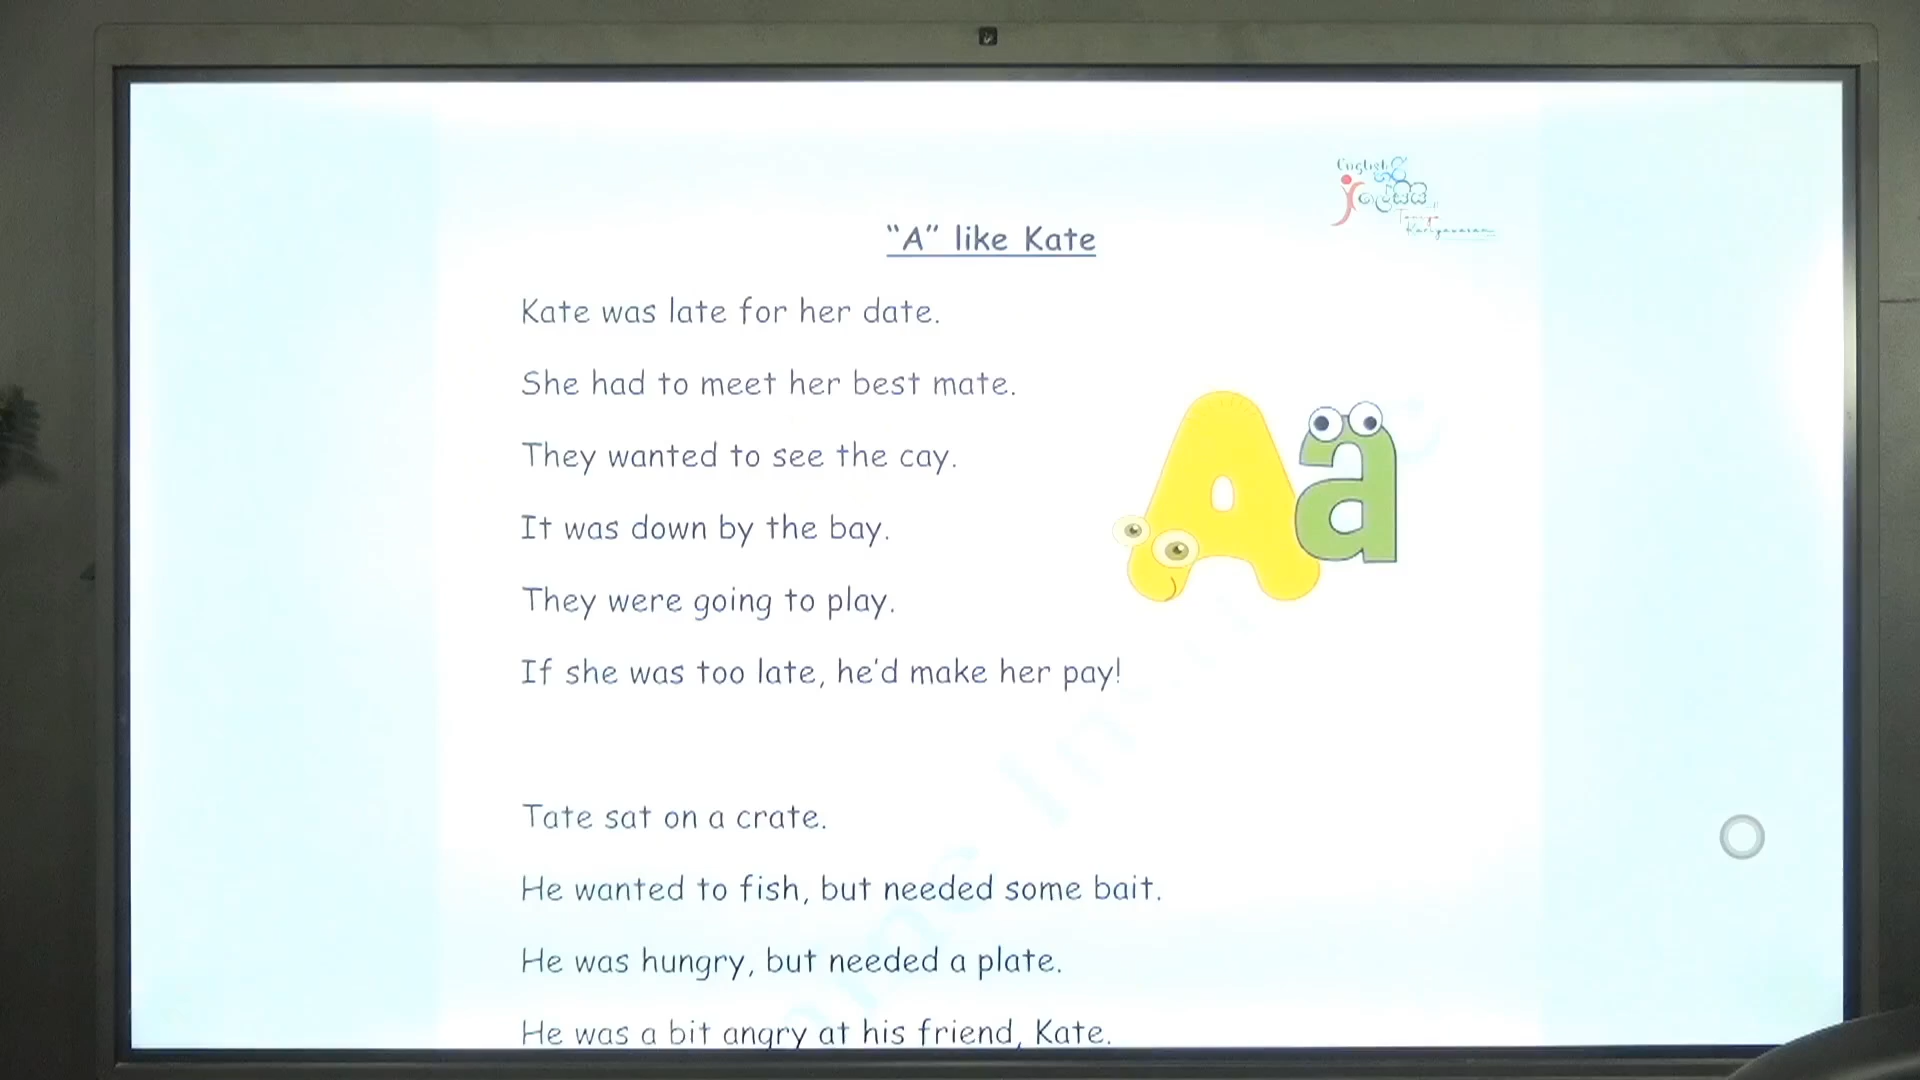 English
“A” like Kate
Kate was late for her date.
She had to meet her best mate.
They wanted to see the cay.
It was down by the bay.
They were going to play.
If she was too late, he'd make her pay!
Aa
Tate sat on a crate.
He wanted to fish, but needed some bait.
He was hungry, but needed a plate.
He was a bit angry at his friend, Kate.